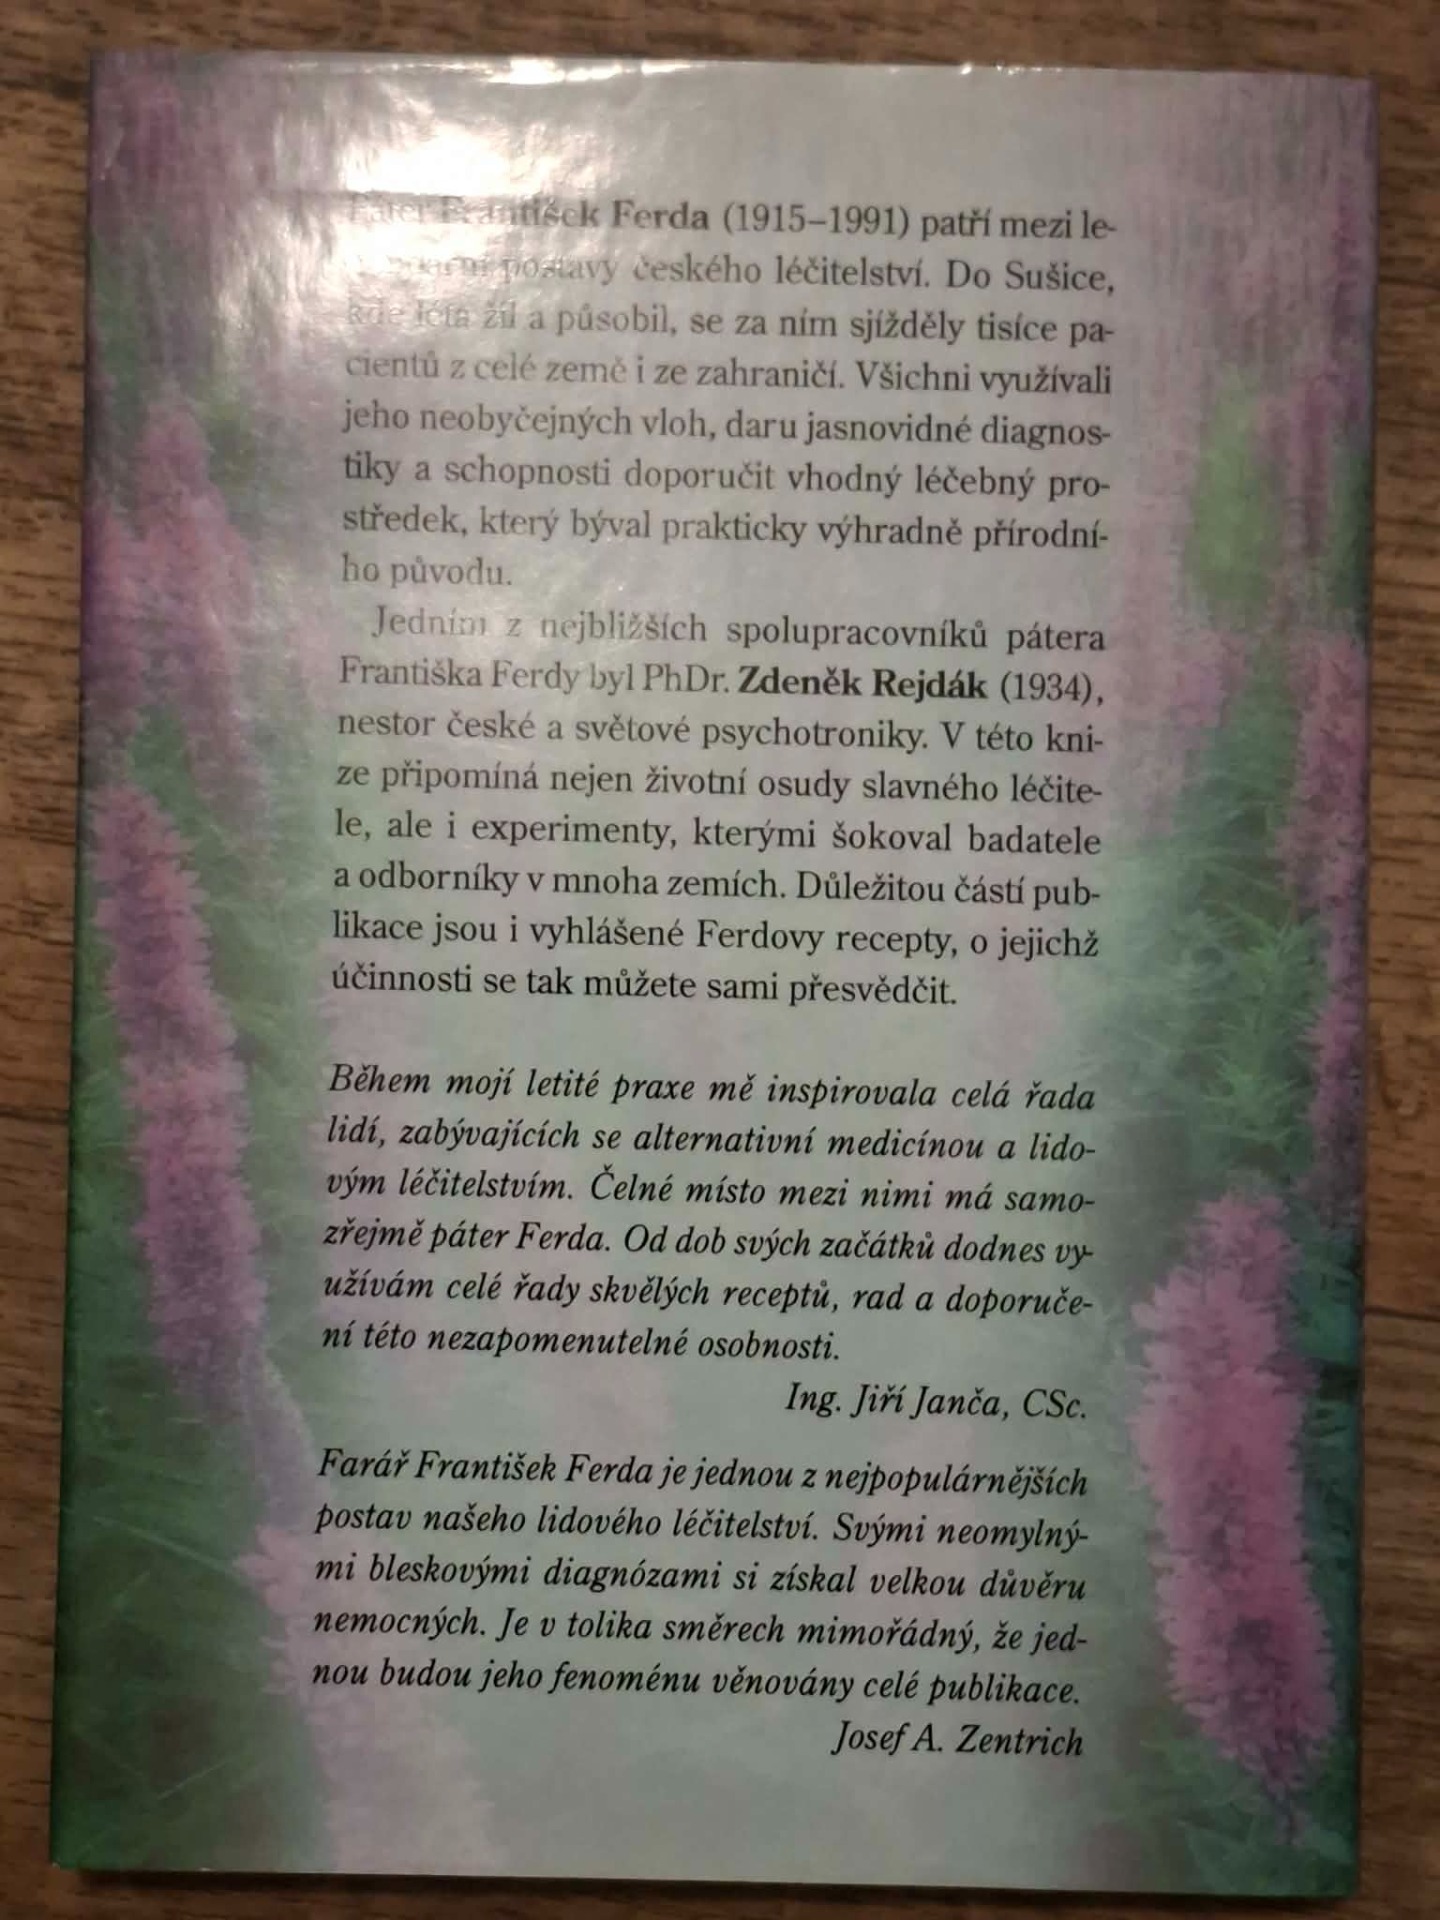 Páter František Ferda (1915–1991) patří mezi le-
postavy českého léčitelství. Do Sušice,
kde léta žil a působil, se za ním sjížděly tisíce pa-
cientů z celé země i ze zahraničí. Všichni využívali
jeho neobyčejných vloh, daru jasnovidné diagnos-
tiky a schopnosti doporučit vhodný léčebný pro-
středek, který býval prakticky výhradně přírodní-
ho původu.
Jedním z nejbližších spolupracovníků pátera
Františka Ferdy byl PhDr. Zdeněk Rejdák (1934),
nestor české a světové psychotroniky. V této kni-
ze připomíná nejen životní osudy slavného léčite-
le, ale i experimenty, kterými šokoval badatele
a odborníky v mnoha zemích. Důležitou částí pub-
likace jsou i vyhlášené Ferdovy recepty, o jejichž
účinnosti se tak můžete sami přesvědčit.
Během mojí letité praxe mě inspirovala celá řada
lidí, zabývajících se alternativní medicínou a lido-
vým léčitelstvím. Čelné místo mezi nimi má samo-
zřejmě páter Ferda. Od dob svých začátků dodnes vy-
užívám celé řady skvělých receptů, rad a doporuče-
ní této nezapomenutelné osobnosti.
Ing. Jiří Janča, CSc.
Farář František Ferda je jednou z nejpopulárnějších
postav našeho lidového léčitelství. Svými neomylný-
mi bleskovými diagnózami si získal velkou důvěru
nemocných. Je v tolika směrech mimořádný, že jed-
nou budou jeho fenoménu věnovány celé publikace.
Josef A. Zentrich